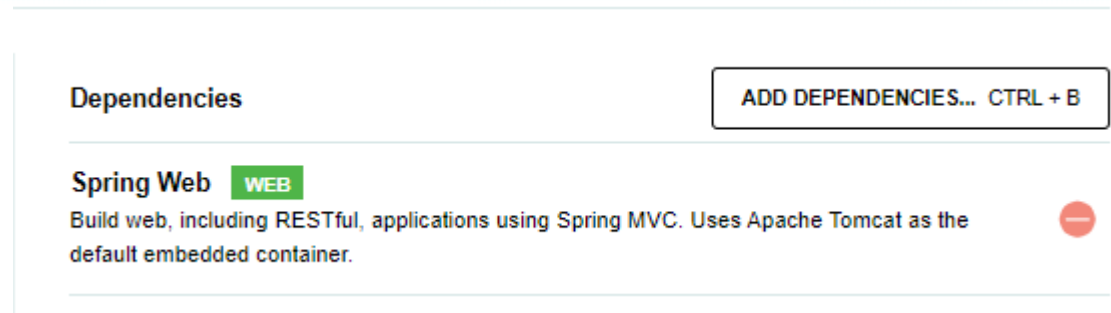 Dependencies
ADD DEPENDENCIES... CTRL + B
Spring Web WEB
Build web, including RESTful, applications using Spring MVC. Uses Apache Tomcat as the
default embedded container.